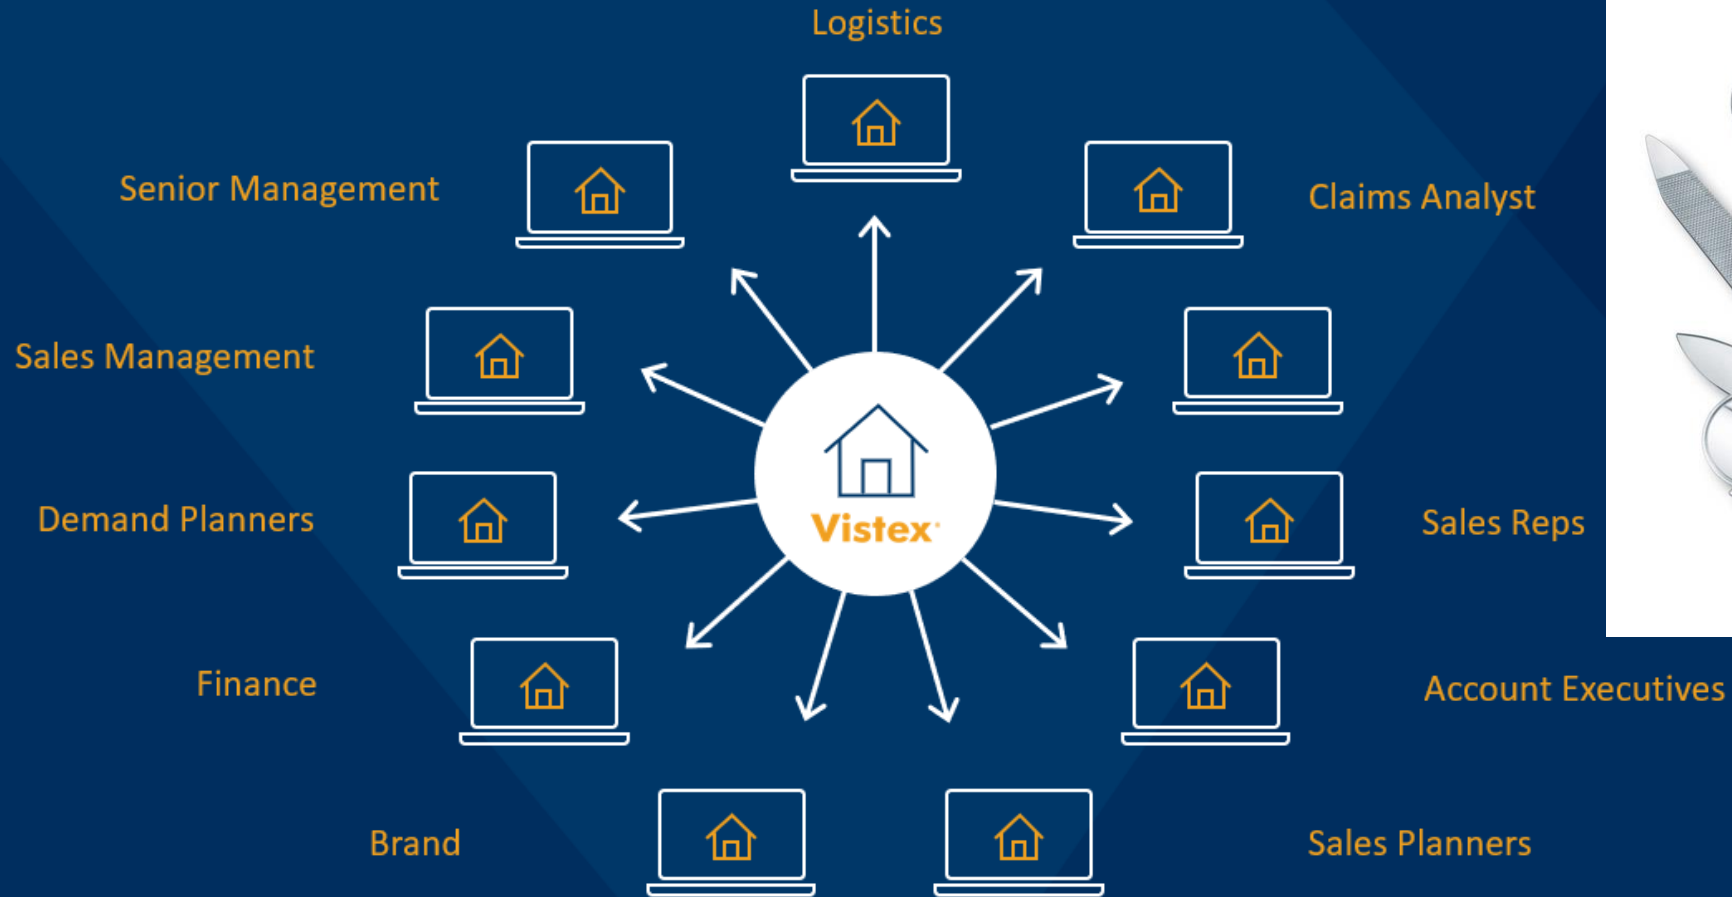 Logistics
Senior Management
Claims Analyst
Sales Management
Demand Planners
Vistex
Sales Reps
Finance
Account Executives
Brand
Sales Planners